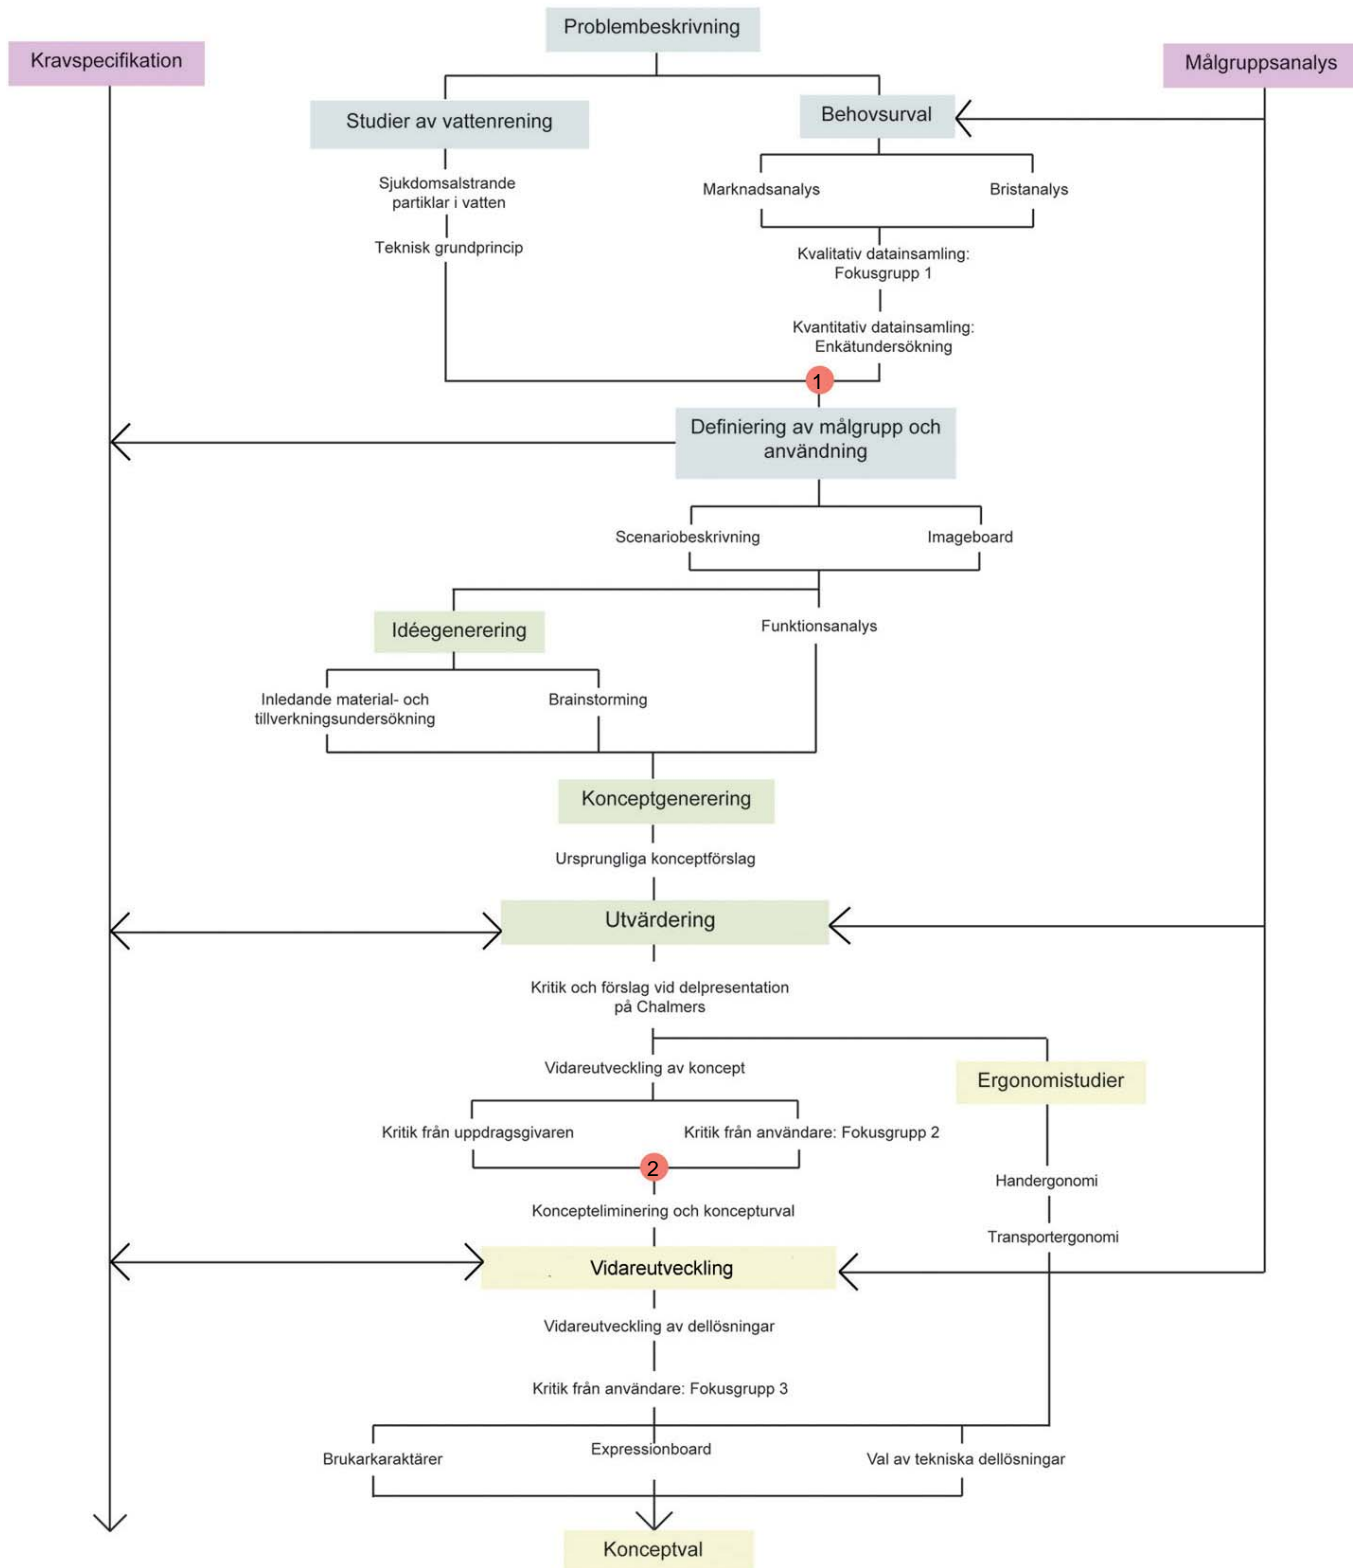 Problembeskrivning
Kravspecifikation
Målgruppsanalys
Studier av vattenrening
Behovsurval
Sjukdomsalstrande
partiklar i vatten
Marknadsanalys
Bristanalys
Teknisk grundprincip
Kvalitativ datainsamling:
Fokusgrupp 1
Kvantitativ datainsamling:
Enkätundersökning
1
Definiering av målgrupp och
användning
Scenariobeskrivning
Imageboard
Idéegenerering
Funktionsanalys
Inledande material- och
tillverkningsundersökning
Brainstorming
Konceptgenerering
Ursprungliga konceptförslag
Utvärdering
Kritik och förslag vid delpresentation
på Chalmers
Vidareutveckling av koncept
Ergonomistudier
Kritik från uppdragsgivaren
Kritik från användare: Fokusgrupp 2
2
Handergonomi
Koncepteliminering och koncepturval
Transportergonomi
Vidareutveckling
Vidareutveckling av dellösningar
Kritik från användare: Fokusgrupp 3
Brukarkaraktärer
Expressionboard
Val av tekniska dellösningar
Konceptval